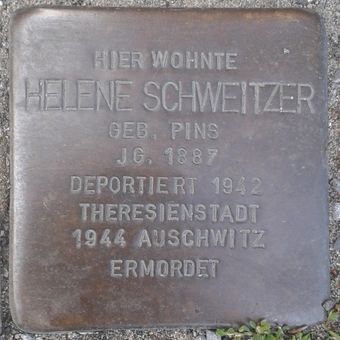 HIER WOHNTE
HELENE SCHWEITZER
GEB. PINS
JG. 1887
DEPORTIERT 1942
THERESIENSTADT
1944 AUSCHWITZ
ERMORDET